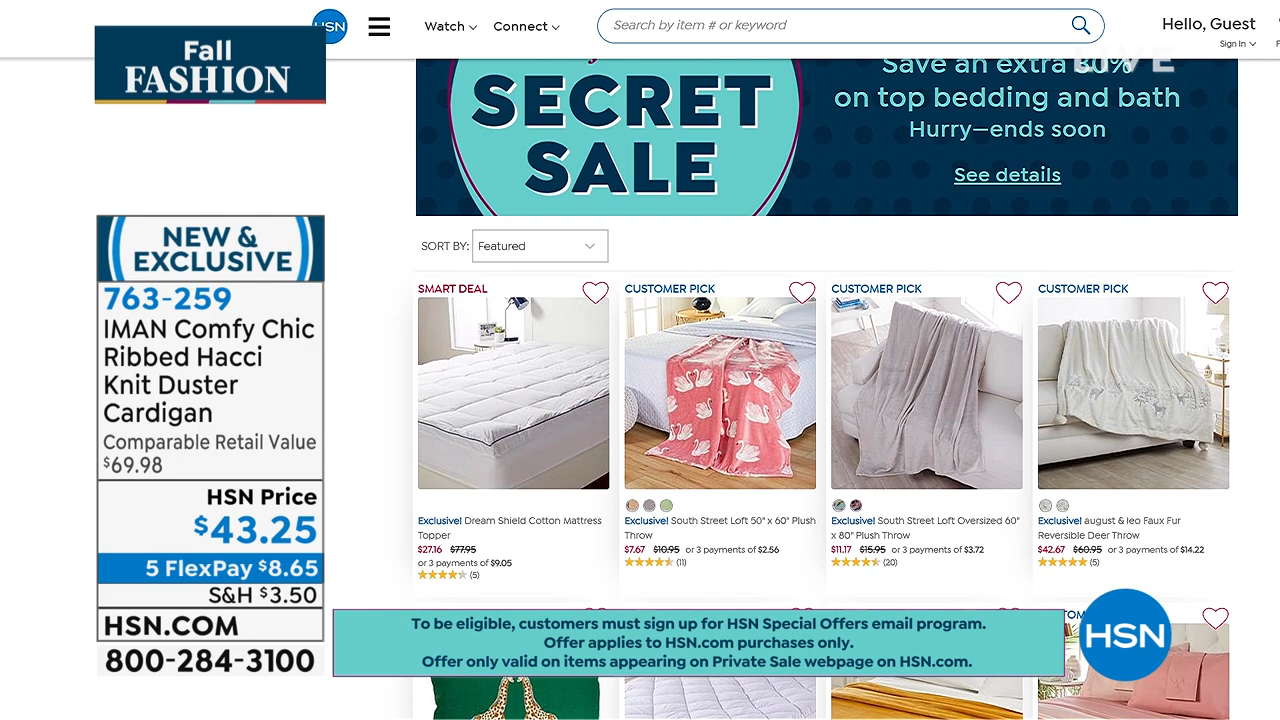 HSN
Watch
Connect
Search by item # or keyword
Hello, Guest
Sign In
Fall
FASHION
LIVE
SECRET
SALE
Save an extra 30%
on top bedding and bath
Hurry—ends soon
See details
SORT BY: Featured
NEW &
EXCLUSIVE
763-259
IMAN Comfy Chic
Ribbed Hacci
Knit Duster
Cardigan
Comparable Retail Value
$69.98
HSN Price
$43.25
5 FlexPay $8.65
S&H $3.50
HSN.COM
800-284-3100
SMART DEAL
Exclusive! Dream Shield Cotton Mattress
Topper
$27.16 $77.95
or 3 payments of $9.05
(5)
CUSTOMER PICK
Exclusive! South Street Loft 50" x 60" Plush
Throw
$7.67 $10.95 or 3 payments of $2.56
(11)
CUSTOMER PICK
Exclusive! South Street Loft Oversized 60"
x 80" Plush Throw
$11.17 $15.95 or 3 payments of $3.72
(20)
CUSTOMER PICK
Exclusive! august & leo Faux Fur
Reversible Deer Throw
$42.67 $60.95 or 3 payments of $14.22
(5)
To be eligible, customers must sign up for HSN Special Offers email program.
Offer applies to HSN.com purchases only.
Offer only valid on items appearing on Private Sale webpage on HSN.com.
HSN